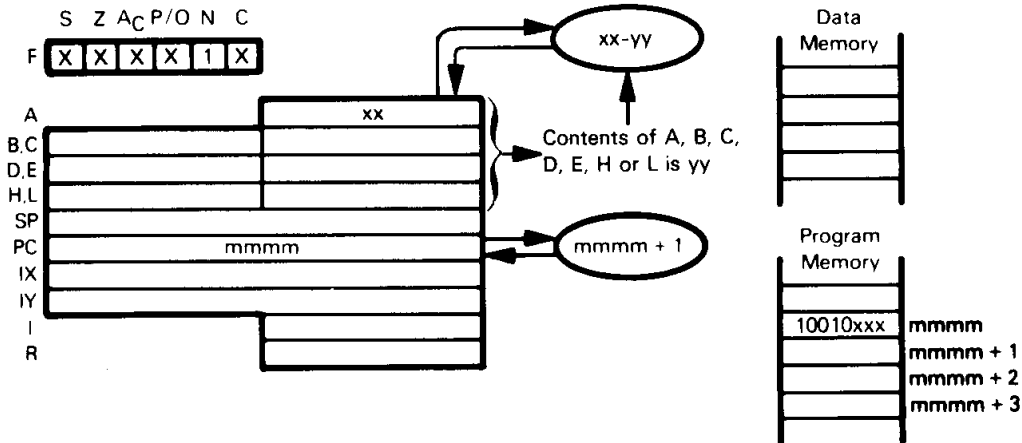 S Z AC P/O N C
F X X X X 1 X
A xx
B,C
D,E
H,L
SP
PC mmmm
IX
IY
I
R
xx-yy
Contents of A, B, C,
D, E, H or L is yy
mmmm + 1
Data
Memory
Program
Memory
10010xxx mmmm
mmmm + 1
mmmm + 2
mmmm + 3